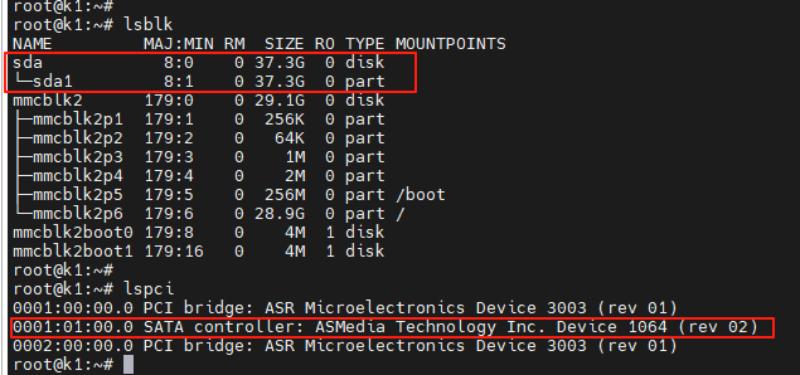 root@k1:~#
root@k1:~# lsblk
NAME         MAJ:MIN RM  SIZE RO TYPE MOUNTPOINTS
sda            8:0    0 37.3G  0 disk
└─sda1         8:1    0 37.3G  0 part
mmcblk2      179:0    0 29.1G  0 disk
├─mmcblk2p1  179:1    0  256K  0 part
├─mmcblk2p2  179:2    0   64K  0 part
├─mmcblk2p3  179:3    0    1M  0 part
├─mmcblk2p4  179:4    0    2M  0 part
├─mmcblk2p5  179:5    0  256M  0 part /boot
└─mmcblk2p6  179:6    0 28.9G  0 part /
mmcblk2boot0 179:8    0    4M  1 disk
mmcblk2boot1 179:16   0    4M  1 disk
root@k1:~#
root@k1:~# lspci
0001:00:00.0 PCI bridge: ASR Microelectronics Device 3003 (rev 01)
0001:01:00.0 SATA controller: ASMedia Technology Inc. Device 1064 (rev 02)
0002:00:00.0 PCI bridge: ASR Microelectronics Device 3003 (rev 01)
root@k1:~#